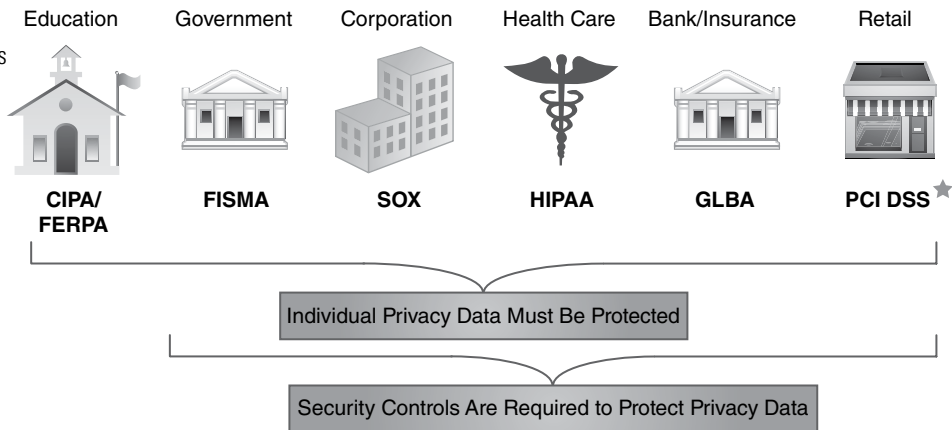 Education
Government
Corporation
Health Care
Bank/Insurance
Retail
CIPA/
FERPA
FISMA
SOX
HIPAA
GLBA
PCI DSS
Individual Privacy Data Must Be Protected
Security Controls Are Required to Protect Privacy Data